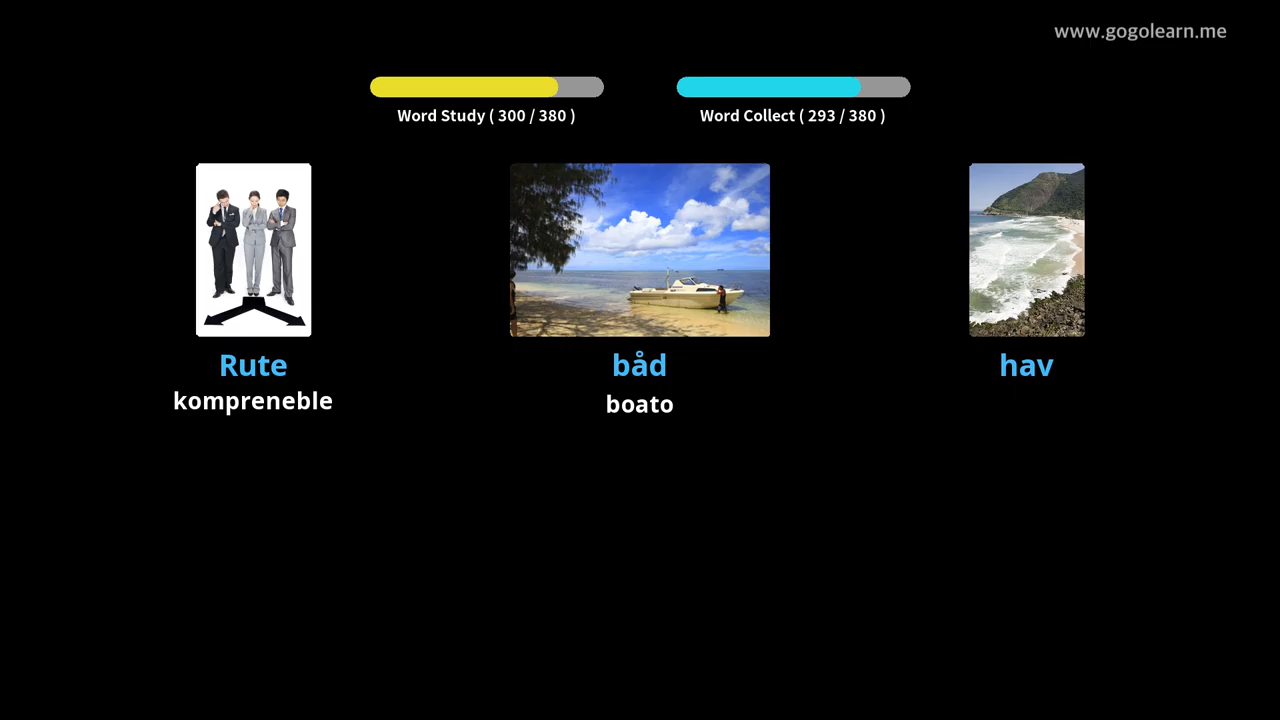 www.gogolearn.me
Word Study ( 300 / 380 )
Word Collect ( 293 / 380 )
Rute
kompreneble
båd
boato
hav